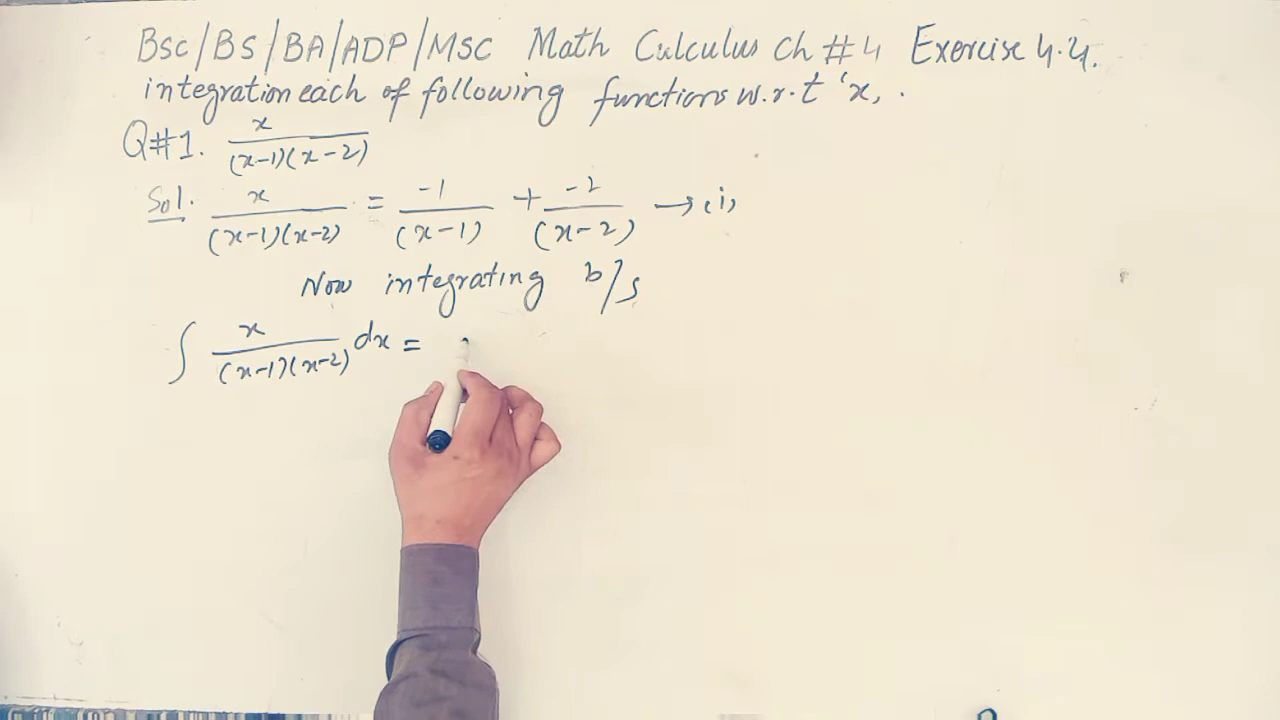 Bsc/BS/BA/ADP/MSC Math Calculus Ch #4 Exercise 4.4.
integration each of following functions w.r.t 'x, .
Q#1. x/(x-1)(x-2)
Sol. x/(x-1)(x-2) = -1/(x-1) + -2/(x-2) → (i)
Now integrating b/s
∫ x/(x-1)(x-2) dx =